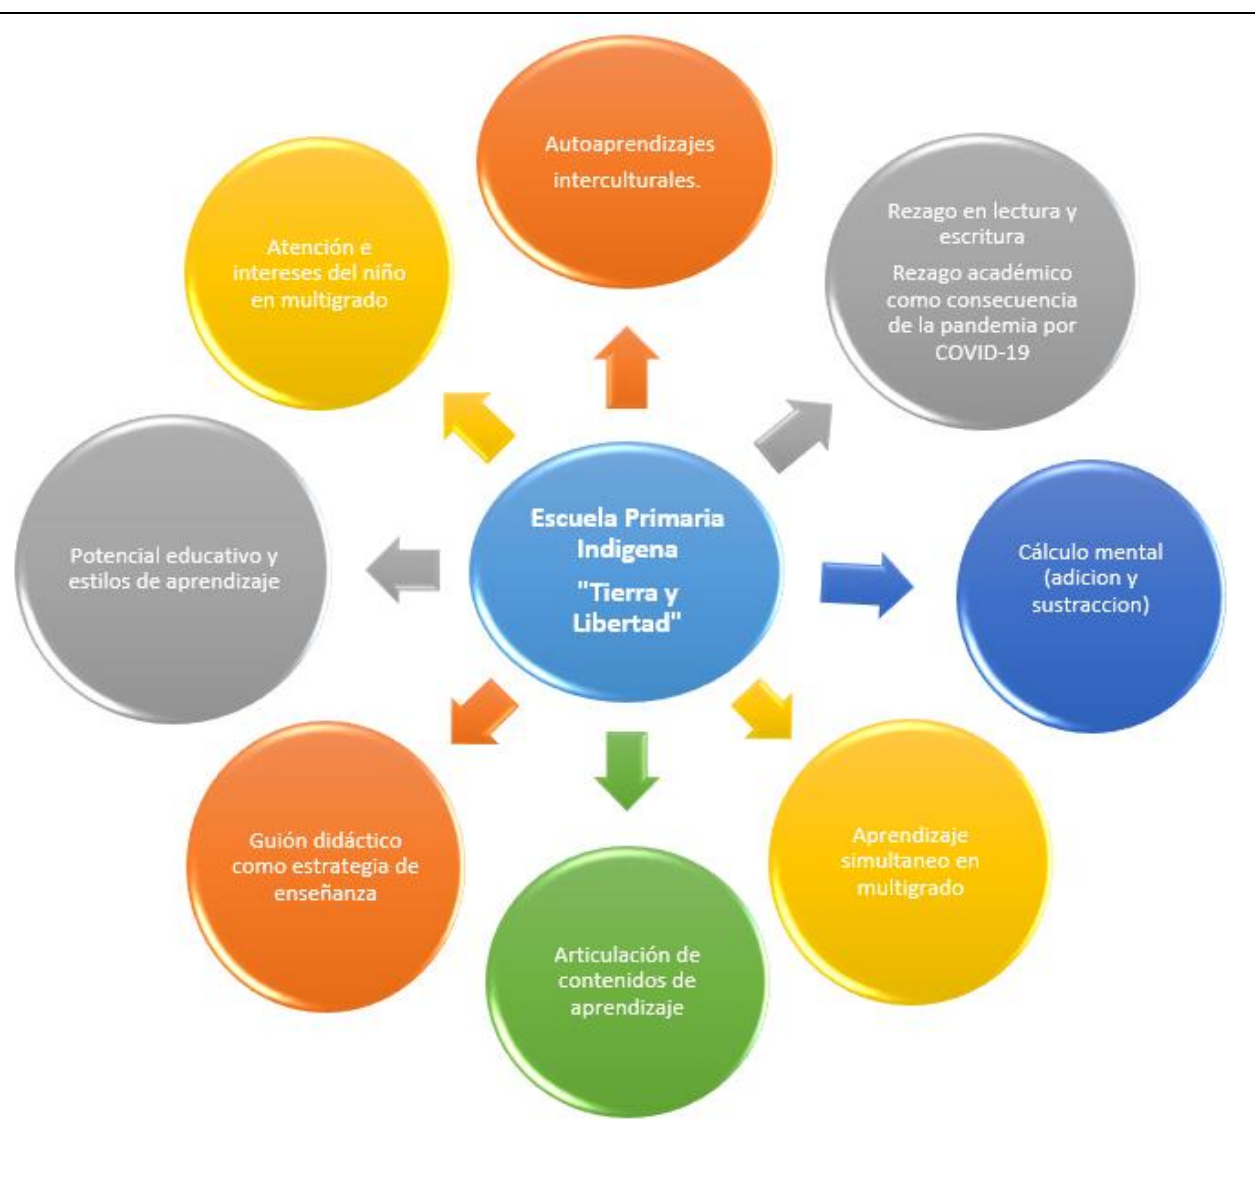 Autoaprendizajes
interculturales.
Rezago en lectura y
escritura
Rezago académico
como consecuencia
de la pandemia por
COVID-19
Cálculo mental
(adicion y
sustraccion)
Aprendizaje
simultaneo en
multigrado
Articulación de
contenidos de
aprendizaje
Guión didáctico
como estrategia de
enseñanza
Potencial educativo y
estilos de aprendizaje
Atención e
intereses del niño
en multigrado
Escuela Primaria
Indigena
"Tierra y
Libertad"